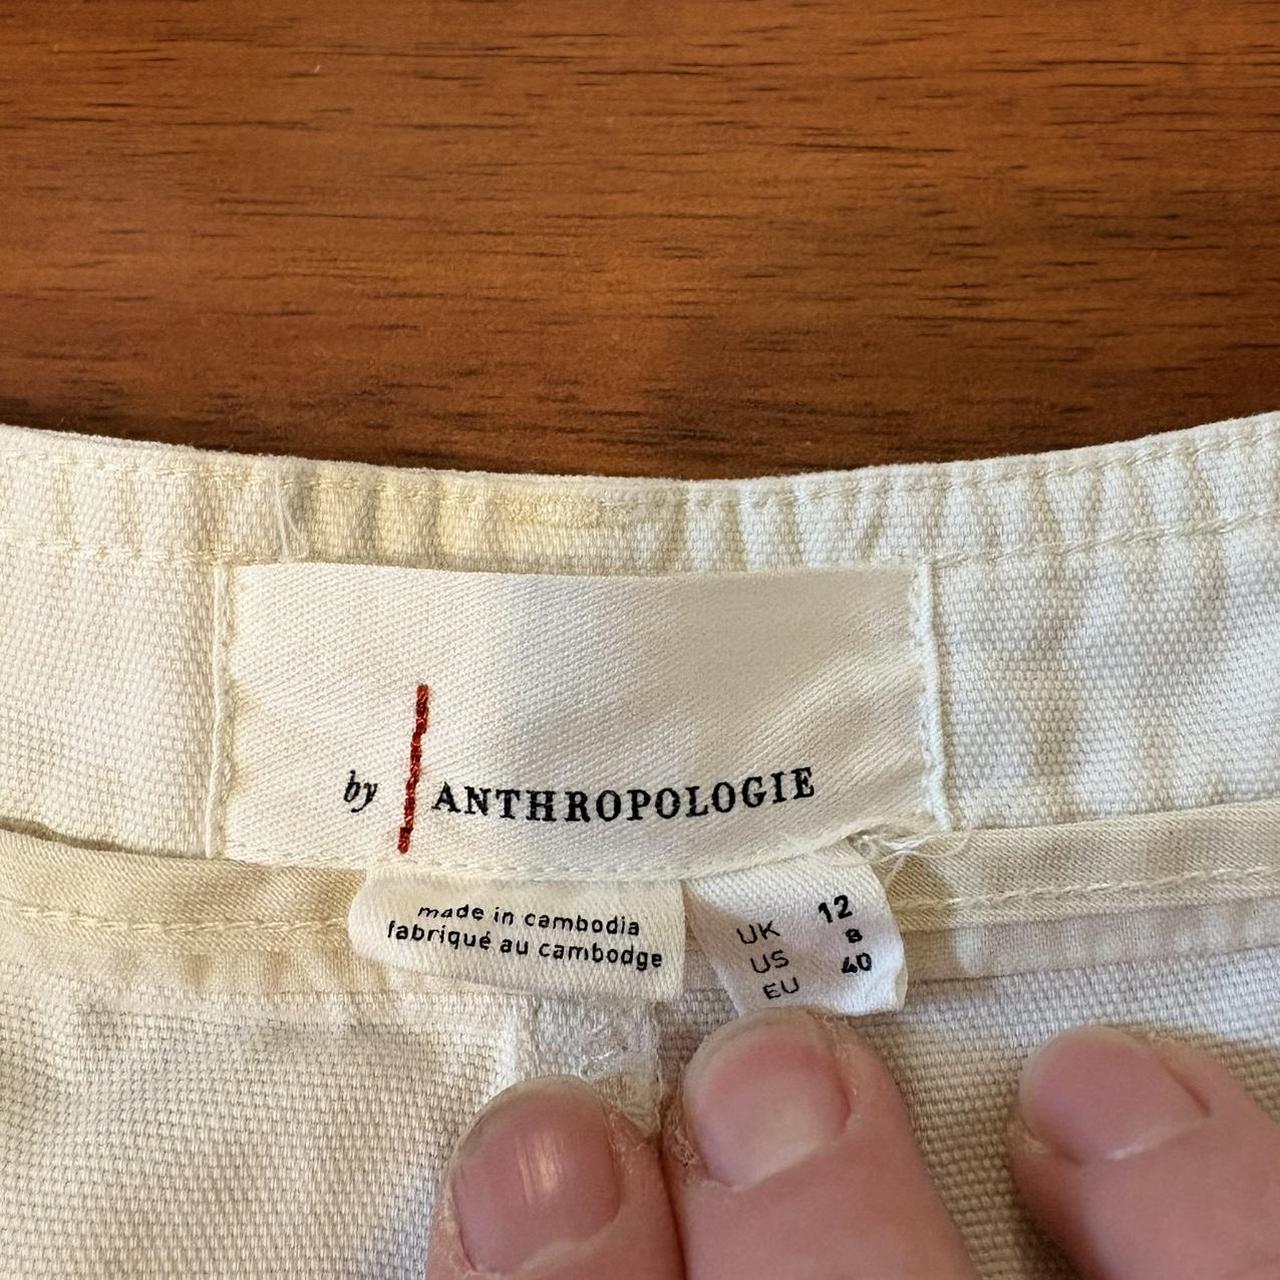 by ANTHROPOLOGIE
made in cambodia
fabriqué au cambodge
UK 12
US 8
EU 40